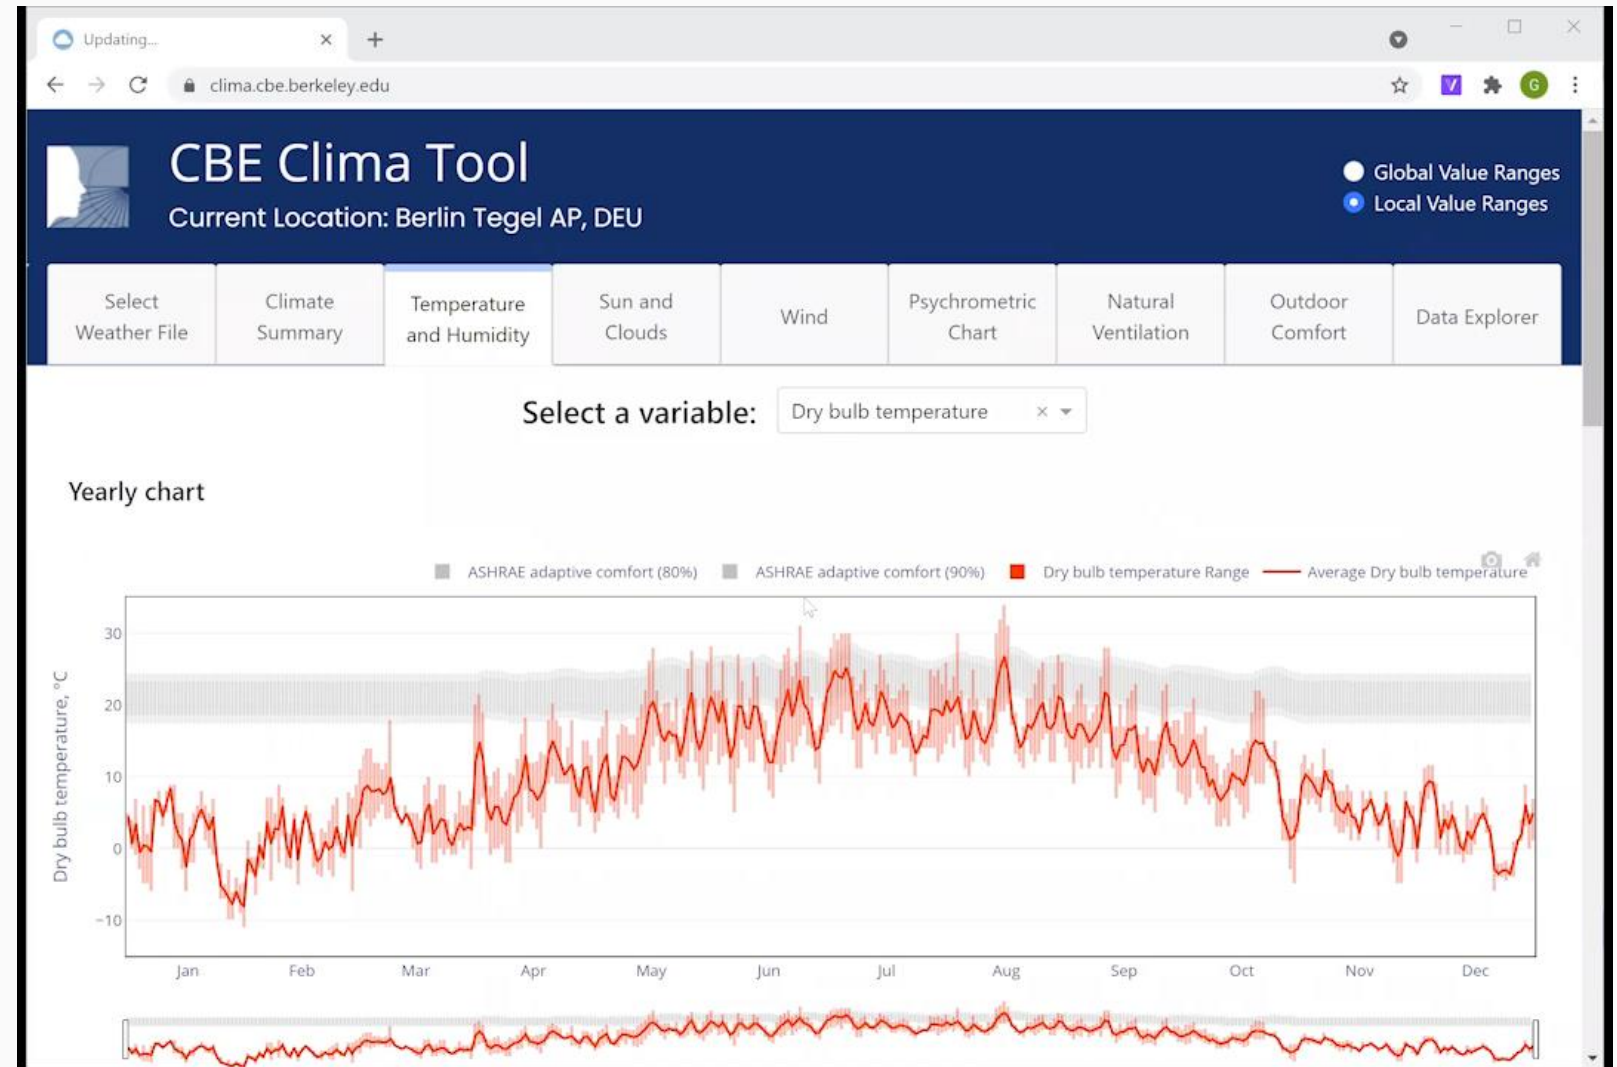 Updating...
clima.cbe.berkeley.edu
V
G
CBE Clima Tool
Current Location: Berlin Tegel AP, DEU
Global Value Ranges
Local Value Ranges
Select
Weather File
Climate
Summary
Temperature
and Humidity
Sun and
Clouds
Wind
Psychrometric
Chart
Natural
Ventilation
Outdoor
Comfort
Data Explorer
Select a variable: Dry bulb temperature
Yearly chart
ASHRAE adaptive comfort (80%) ASHRAE adaptive comfort (90%) Dry bulb temperature Range Average Dry bulb temperature
Dry bulb temperature, °C
30
20
10
0
−10
Jan Feb Mar Apr May Jun Jul Aug Sep Oct Nov Dec